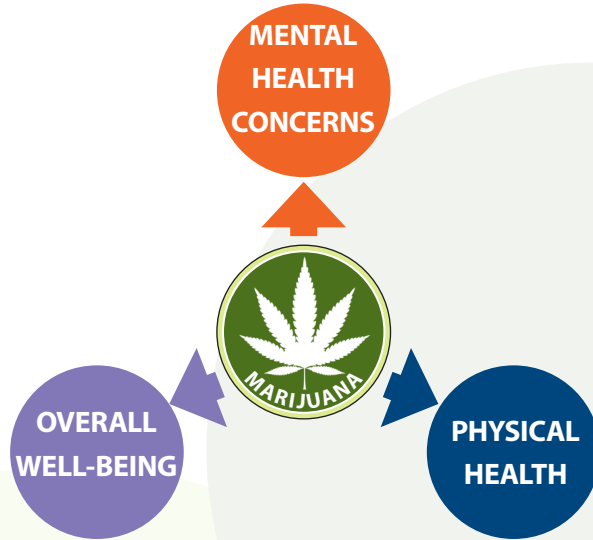 MENTAL
HEALTH
CONCERNS
MARIJUANA
OVERALL
WELL-BEING
PHYSICAL
HEALTH